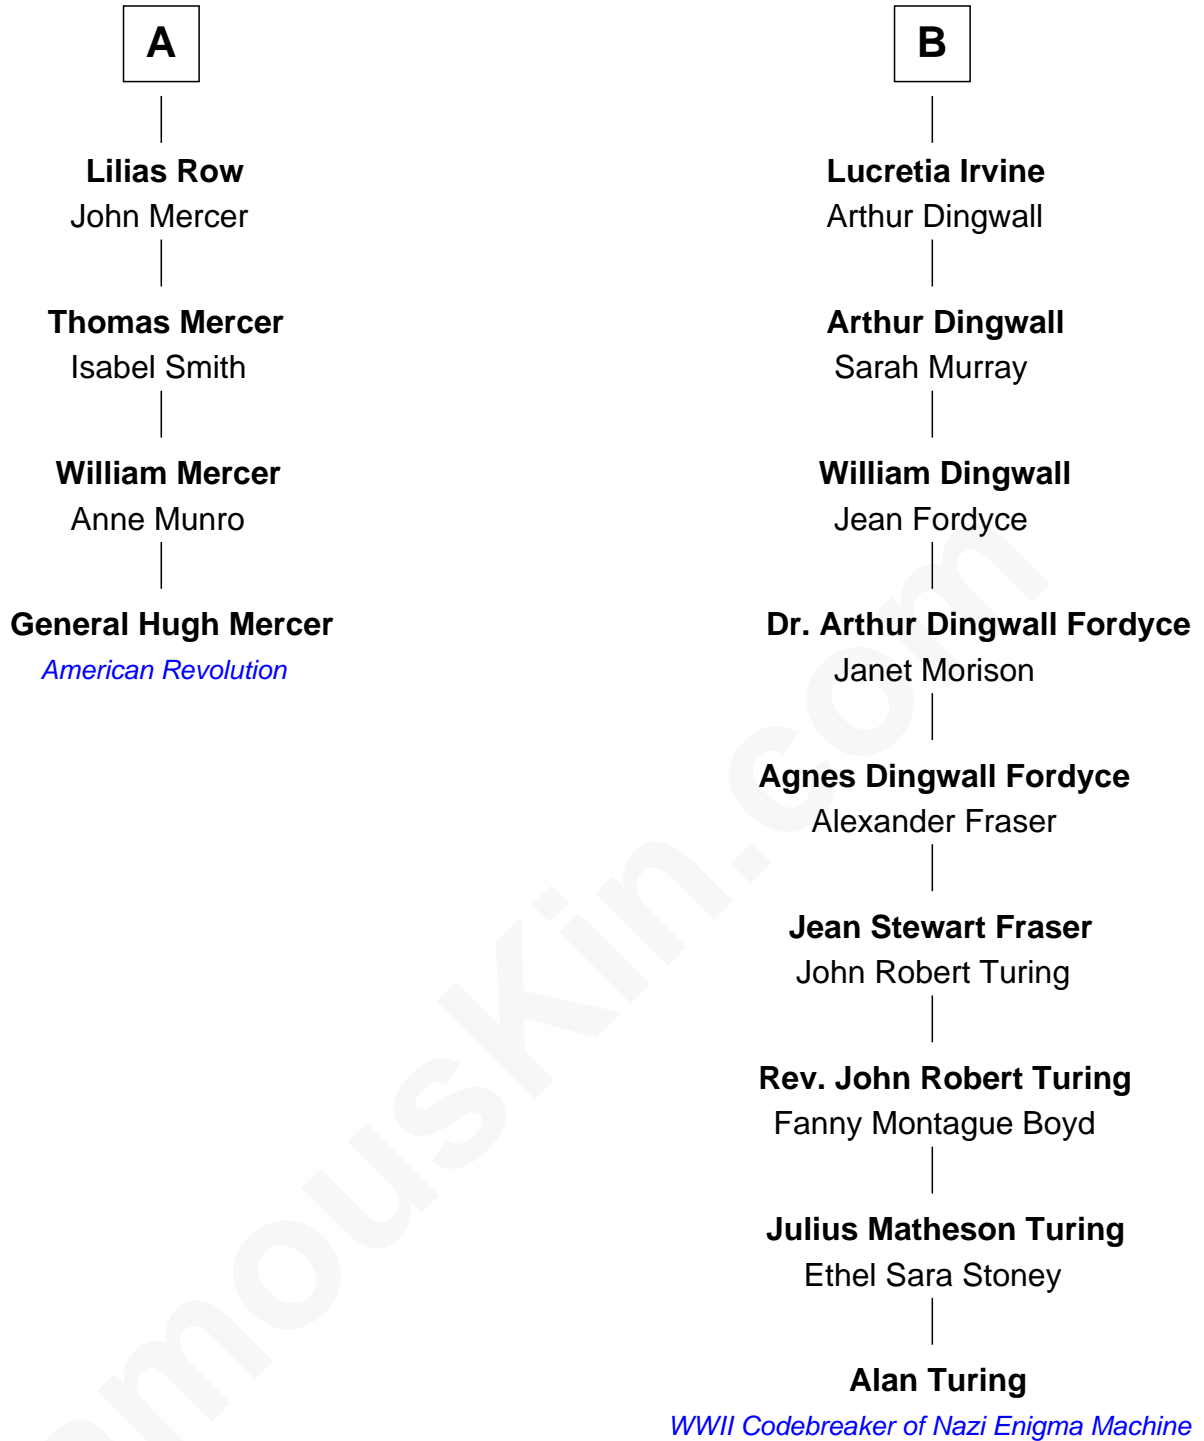 A
Lilias Row
John Mercer
Thomas Mercer
Isabel Smith
William Mercer
Anne Munro
General Hugh Mercer
American Revolution
B
Lucretia Irvine
Arthur Dingwall
Arthur Dingwall
Sarah Murray
William Dingwall
Jean Fordyce
Dr. Arthur Dingwall Fordyce
Janet Morison
Agnes Dingwall Fordyce
Alexander Fraser
Jean Stewart Fraser
John Robert Turing
Rev. John Robert Turing
Fanny Montague Boyd
Julius Matheson Turing
Ethel Sara Stoney
Alan Turing
WWII Codebreaker of Nazi Enigma Machine
amousKin.com